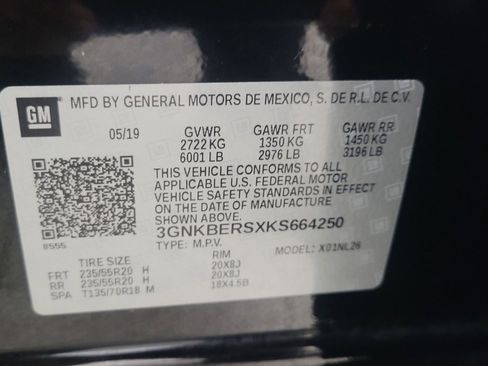 GM
MFD BY GENERAL MOTORS DE MEXICO, S. DE R.L. DE C.V.
05/19 GVWR GAWR FRT GAWR RR
2722 KG 1350 KG 1450 KG
6001 LB 2976 LB 3196 LB
THIS VEHICLE CONFORMS TO ALL
APPLICABLE U.S. FEDERAL MOTOR
VEHICLE SAFETY STANDARDS IN EFFECT
ON THE DATE OF MANUFACTURE
SHOWN ABOVE.
3GNKBERSXKS664250
TYPE: M.P.V. MODEL: X01NL26
8555
TIRE SIZE RIM
FRT 235/55R20 H 20X8J
RR 235/55R20 H 20X8J
SPA T135/70R18 M 18X4.5B